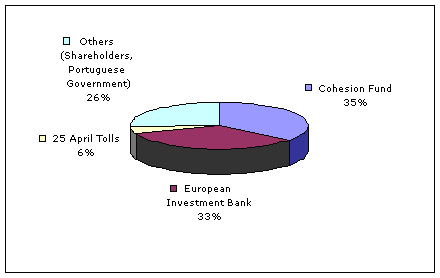 Others
(Shareholders,
Portuguese
Government)
26%
Cohesion Fund
35%
25 April Tolls
6%
European
Investment Bank
33%